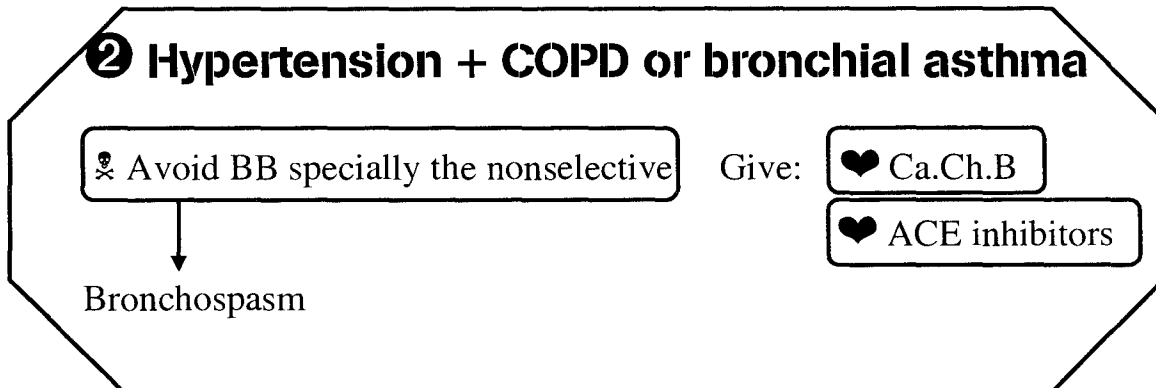 ❷ Hypertension + COPD or bronchial asthma
☠ Avoid BB specially the nonselective
Give:
❤ Ca.Ch.B
❤ ACE inhibitors
Bronchospasm